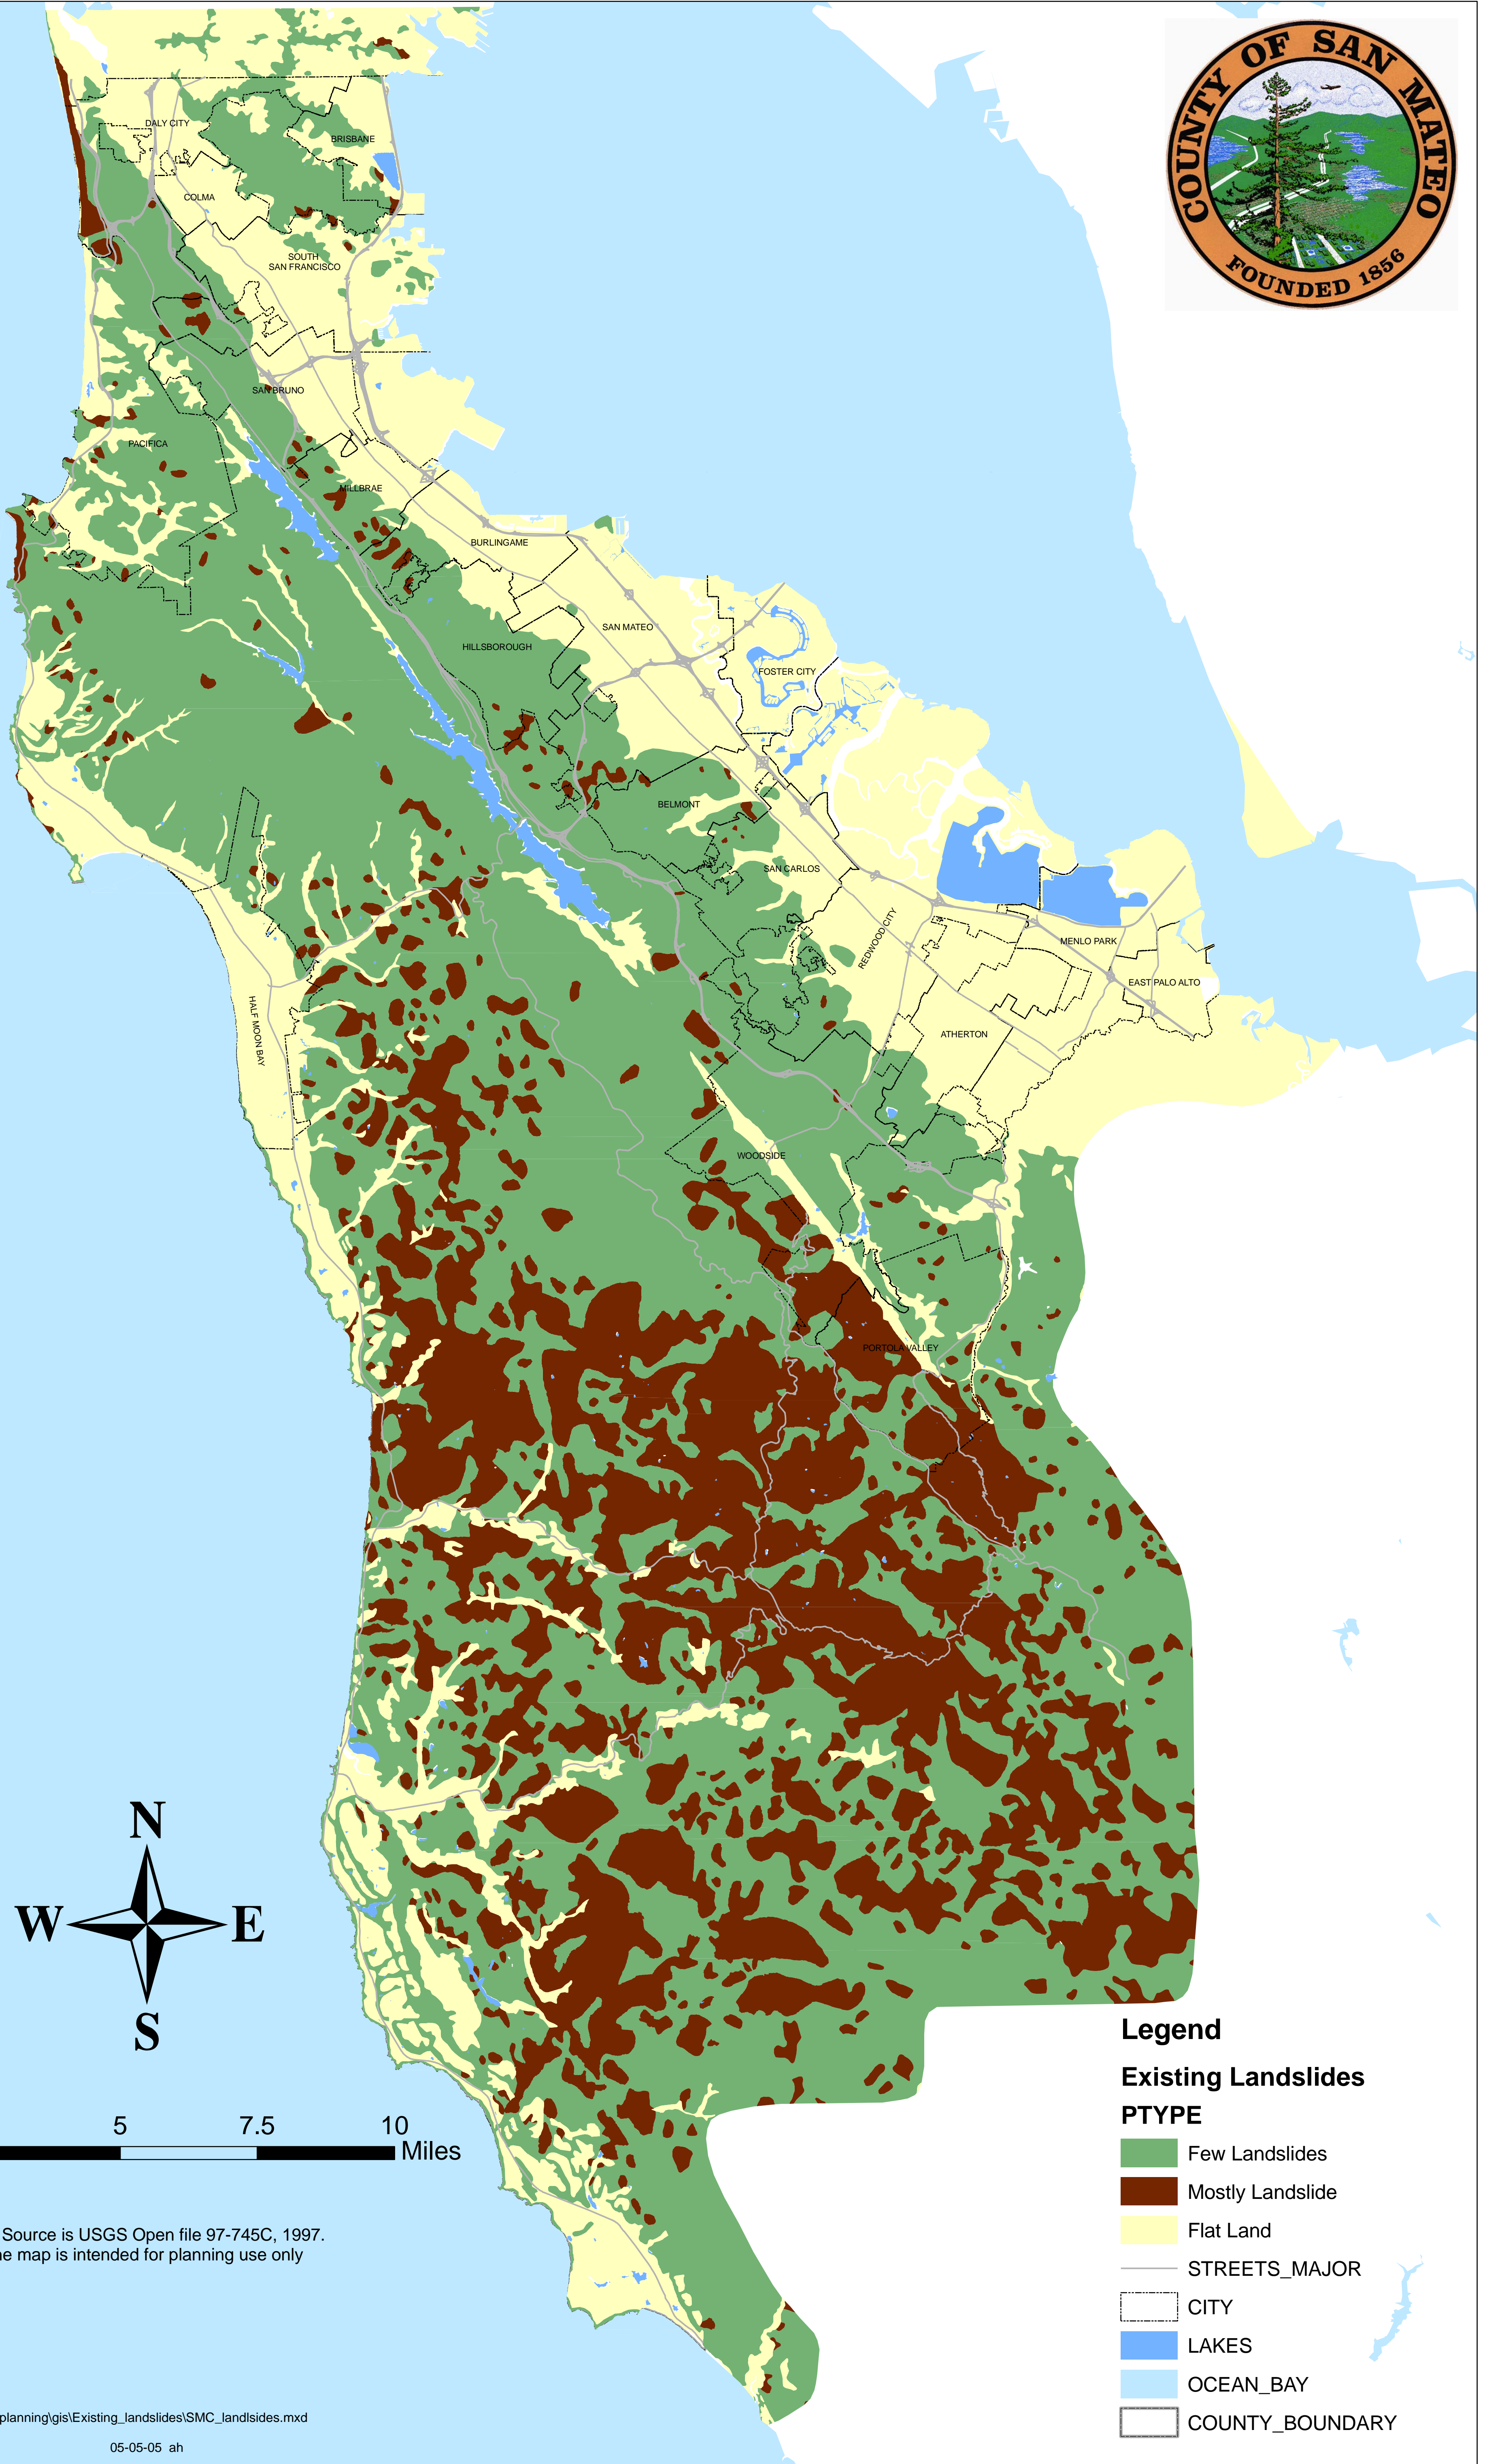 COUNTY OF SAN MATEO
FOUNDED 1856
DALY CITY
BRISBANE
COLMA
SOUTH
SAN FRANCISCO
SAN BRUNO
PACIFICA
MILLBRAE
BURLINGAME
SAN MATEO
HILLSBOROUGH
FOSTER CITY
BELMONT
SAN CARLOS
REDWOOD CITY
MENLO PARK
EAST PALO ALTO
ATHERTON
HALF MOON BAY
WOODSIDE
PORTOLA VALLEY
N
W E
S
5 7.5 10
Miles
Source is USGS Open file 97-745C, 1997.
e map is intended for planning use only
planning\gis\Existing_landslides\SMC_landlsides.mxd
05-05-05 ah
Legend
Existing Landslides
PTYPE
Few Landslides
Mostly Landslide
Flat Land
STREETS_MAJOR
CITY
LAKES
OCEAN_BAY
COUNTY_BOUNDARY